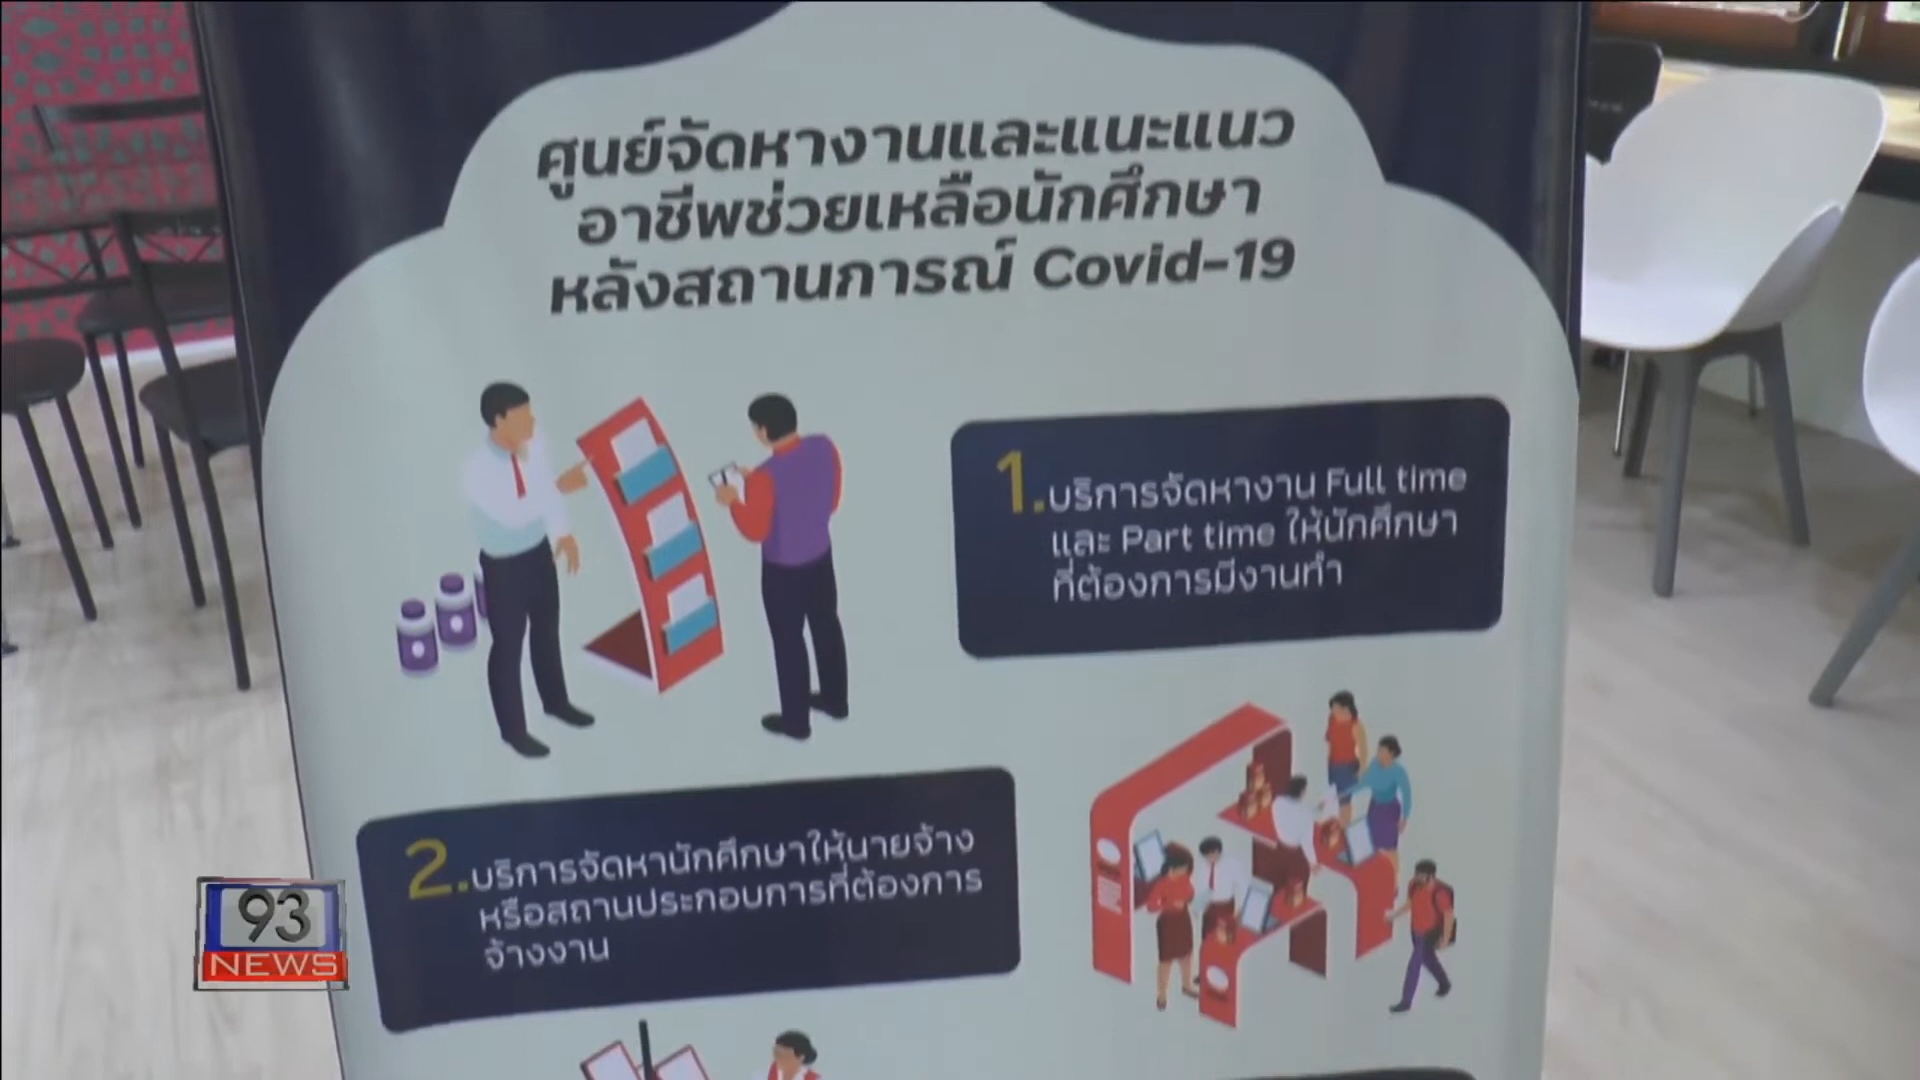 ศูนย์จัดหางานและแนะแนว
อาชีพช่วยเหลือนักศึกษา
หลังสถานการณ์ Covid-19
1.บริการจัดหางาน Full time
และ Part time ให้นักศึกษา
ที่ต้องการมีงานทำ
2.บริการจัดหานักศึกษาให้นายจ้าง
หรือสถานประกอบการที่ต้องการ
จ้างงาน
93
NEWS